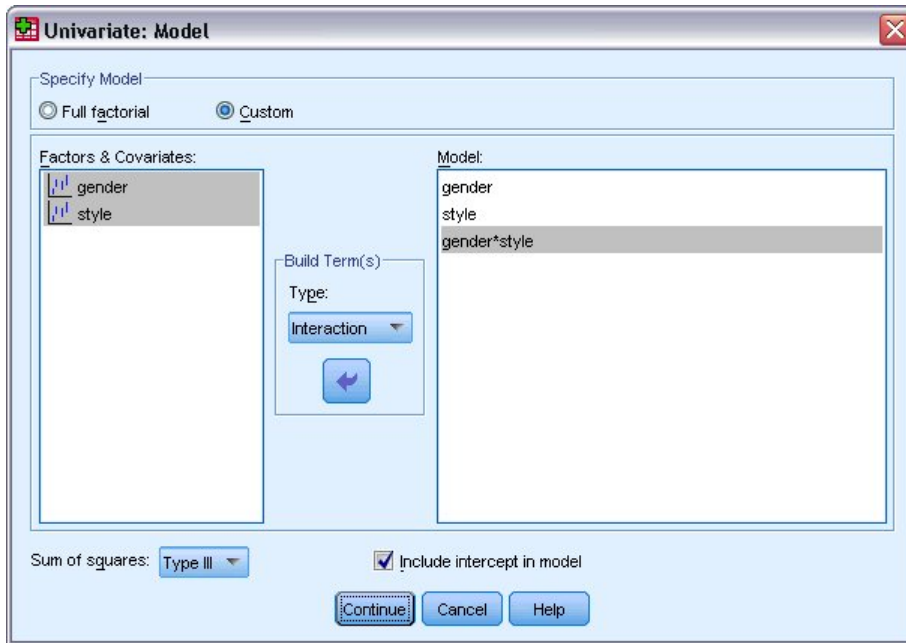 Univariate: Model
Specify Model
Full factorial
Custom
Factors & Covariates:
gender
style
Build Term(s)
Type:
Interaction
Model:
gender
style
gender*style
Sum of squares: Type III
Include intercept in model
Continue Cancel Help